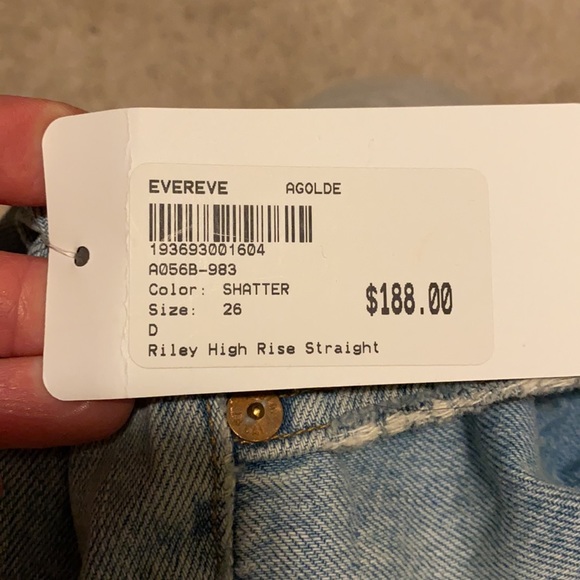 EVEREVE AGOLDE
193693001604
A056B-983
Color: SHATTER
Size: 26
$188.00
D
Riley High Rise Straight